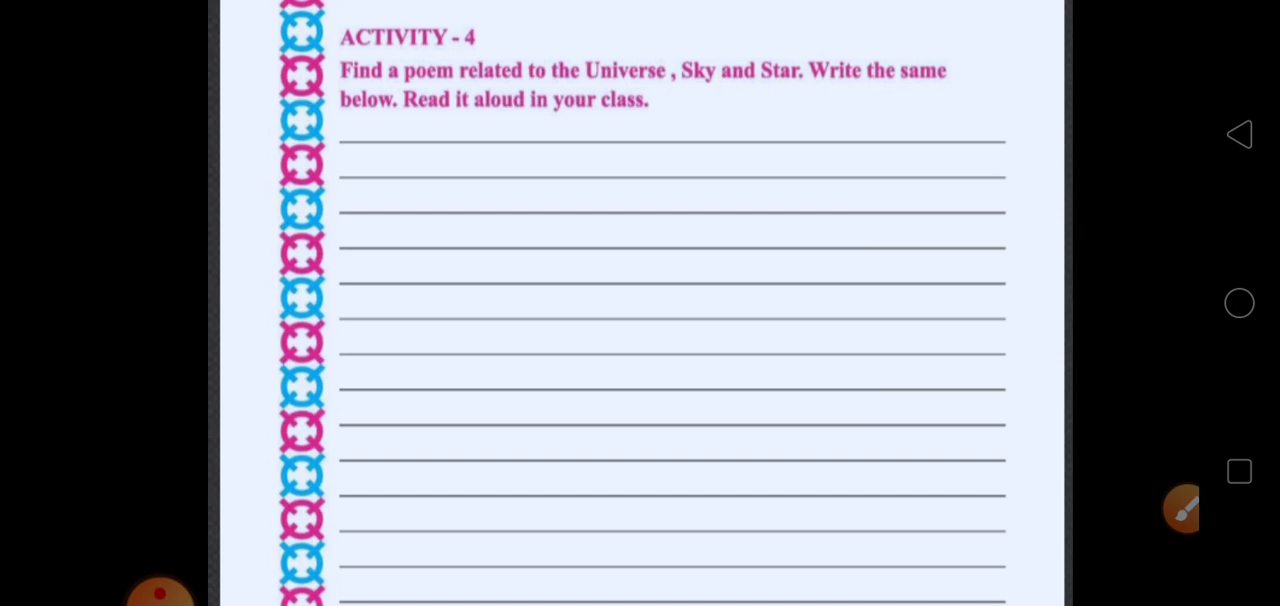 ACTIVITY - 4
Find a poem related to the Universe , Sky and Star. Write the same
below. Read it aloud in your class.